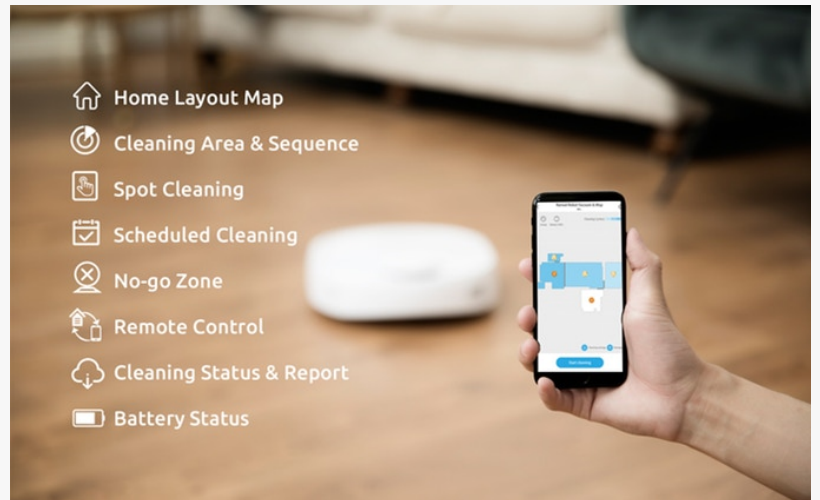 Home Layout Map
Cleaning Area & Sequence
Spot Cleaning
Scheduled Cleaning
No-go Zone
Remote Control
Cleaning Status & Report
Battery Status